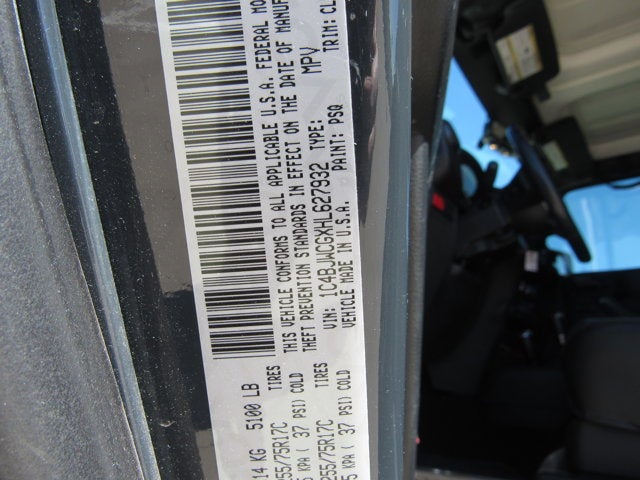 14 KG 5100 LB
255/75R17C TIRES
KPA ( 37 PSI) COLD
255/75R17C TIRES
5 KPA ( 37 PSI) COLD
THIS VEHICLE CONFORMS TO ALL APPLICABLE U.S.A. FEDERAL MO
THEFT PREVENTION STANDARDS IN EFFECT ON THE DATE OF MANUF
VIN: 1C4BJWCGXHL627932 TYPE: MPV
VEHICLE MADE IN U.S.A. PAINT: PSQ TRIM: CL